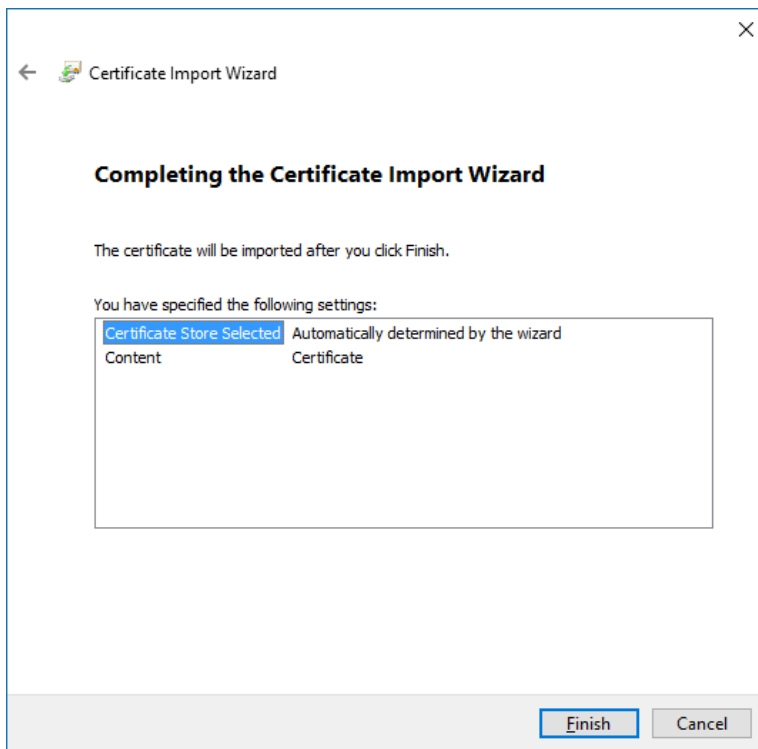 Certificate Import Wizard
Completing the Certificate Import Wizard
The certificate will be imported after you click Finish.
You have specified the following settings:
Certificate Store Selected Automatically determined by the wizard
Content Certificate
Finish Cancel